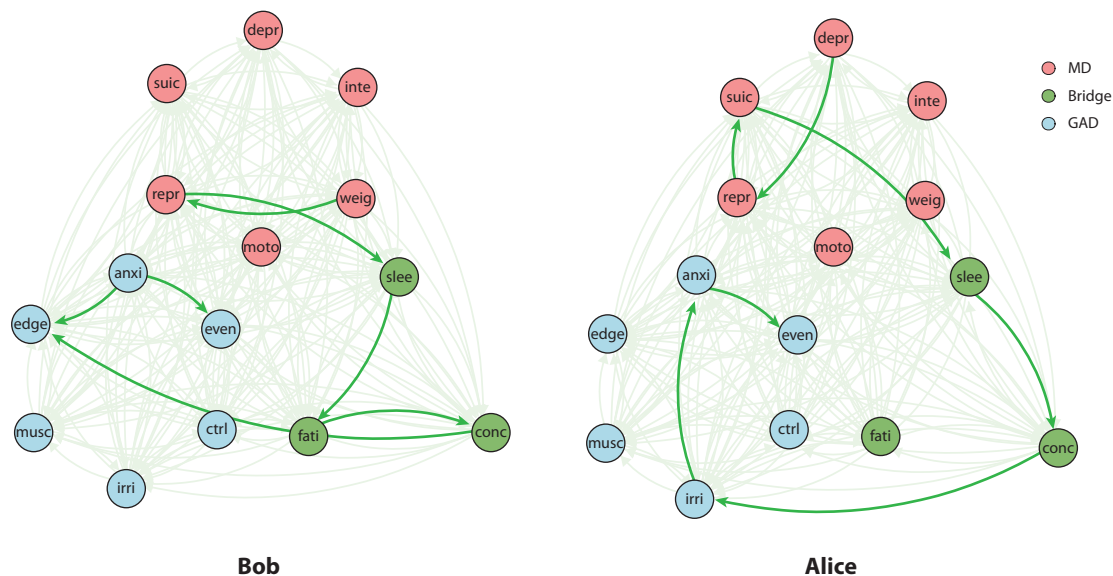 depr
suic
inte
repr
weig
moto
anxi
slee
edge
even
musc
ctrl
fati
conc
irri
Bob
depr
suic
inte
repr
weig
moto
anxi
slee
edge
even
musc
ctrl
fati
conc
irri
Alice
MD
Bridge
GAD